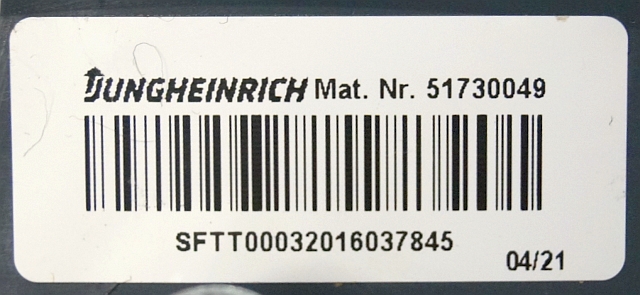 JUNGHEINRICH Mat. Nr. 51730049
SFTT00032016037845
04/21